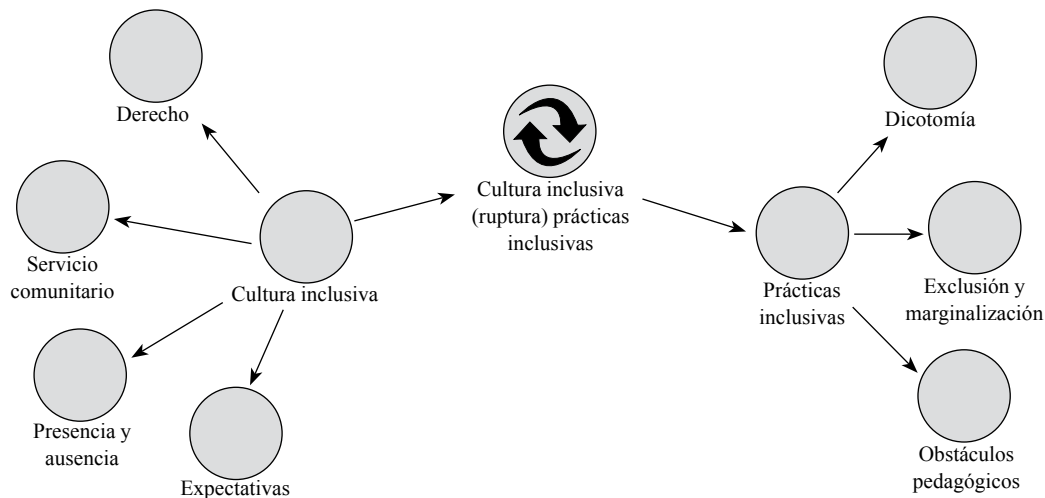 Derecho
Servicio
comunitario
Cultura inclusiva
Presencia y
ausencia
Expectativas
Cultura inclusiva
(ruptura) prácticas
inclusivas
Prácticas
inclusivas
Dicotomía
Exclusión y
marginalización
Obstáculos
pedagógicos